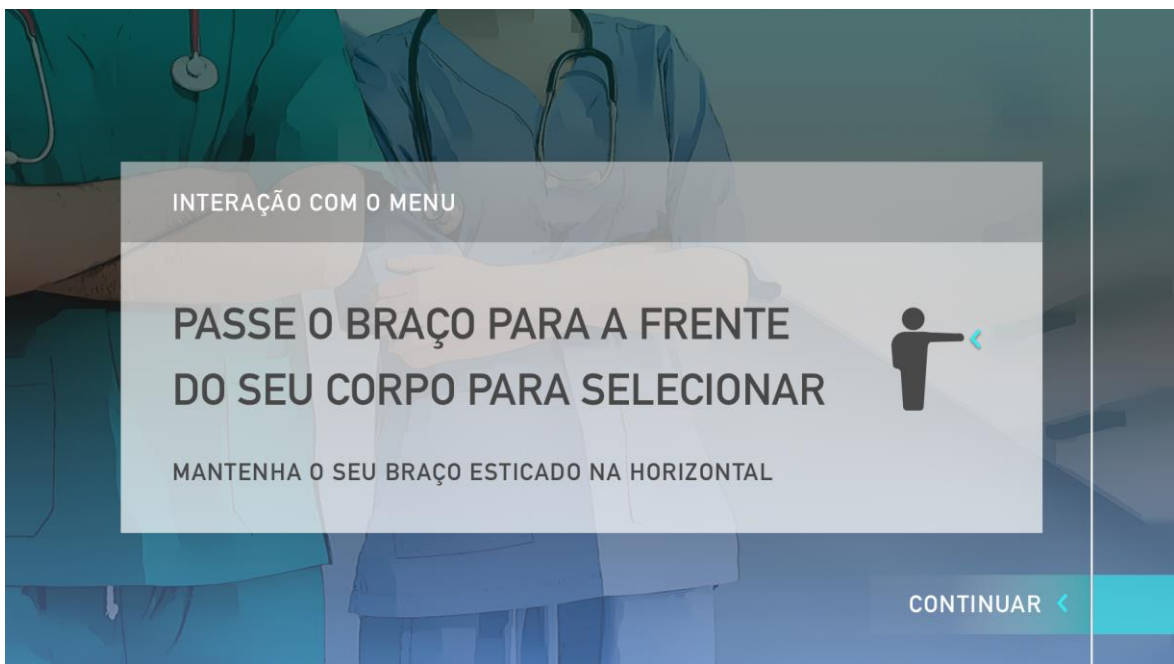 INTERAÇÃO COM O MENU
PASSE O BRAÇO PARA A FRENTE
DO SEU CORPO PARA SELECIONAR
MANTENHA O SEU BRAÇO ESTICADO NA HORIZONTAL
CONTINUAR